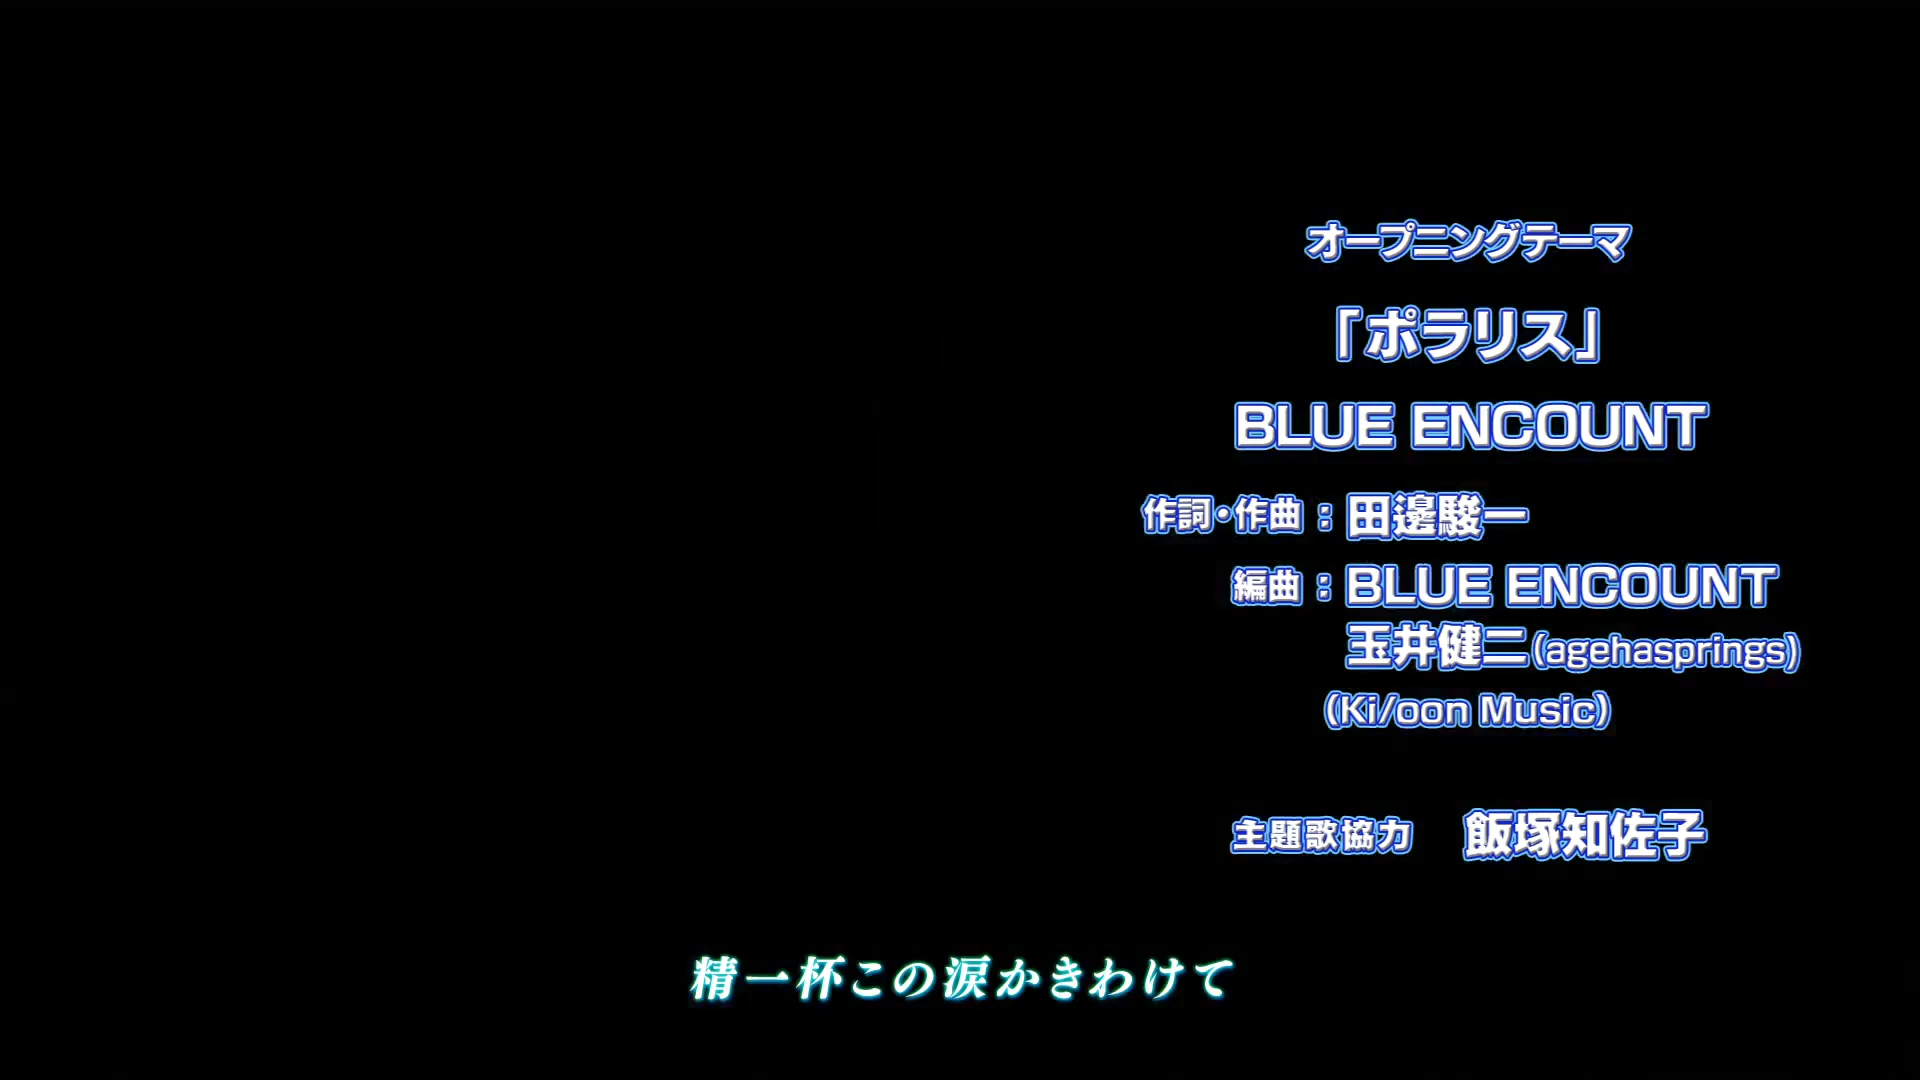 オープニングテーマ
「ポラリス」
BLUE ENCOUNT
作詞・作曲：田邊駿一
編曲：BLUE ENCOUNT
玉井健二(agehasprings)
(Ki/oon Music)
主題歌協力　飯塚知佐子
精一杯この涙かきわけて